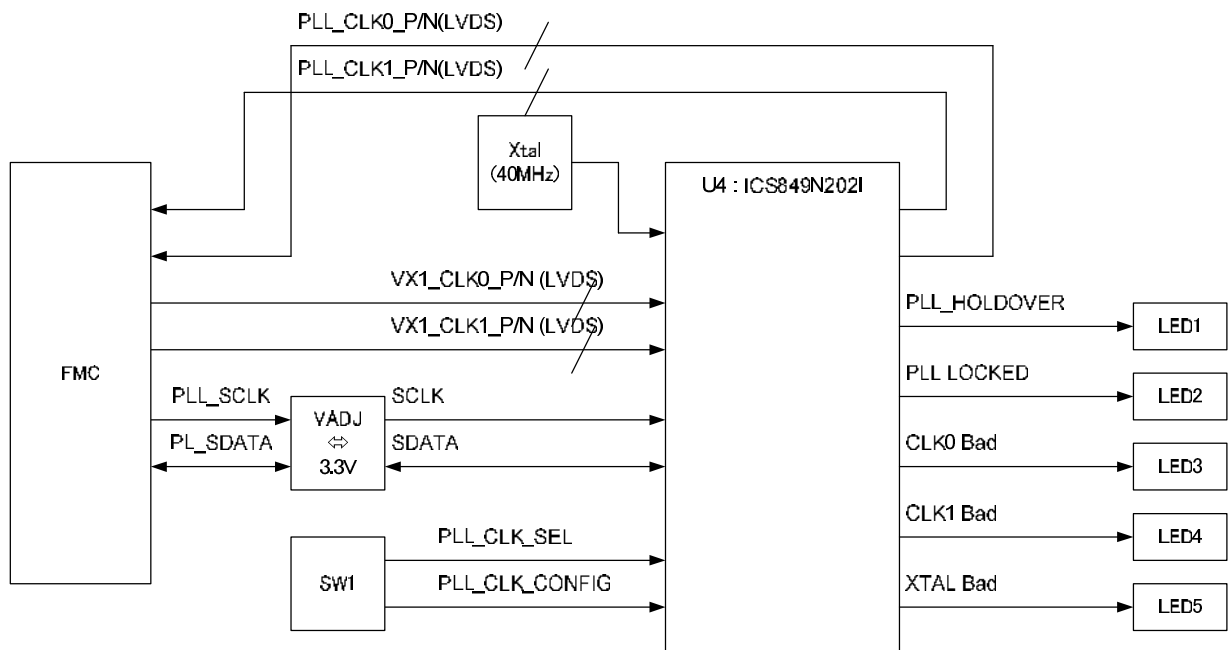 PLL_CLK0_P/N(LVDS)
PLL_CLK1_P/N(LVDS)
Xtal
(40MHz)
U4 : ICS849N202I
FMC
VX1_CLK0_P/N (LVDS)
VX1_CLK1_P/N (LVDS)
PLL_SCLK
PL_SDATA
VADJ
⇔
3.3V
SCLK
SDATA
SW1
PLL_CLK_SEL
PLL_CLK_CONFIG
PLL_HOLDOVER
LED1
PLL LOCKED
LED2
CLK0 Bad
LED3
CLK1 Bad
LED4
XTAL Bad
LED5